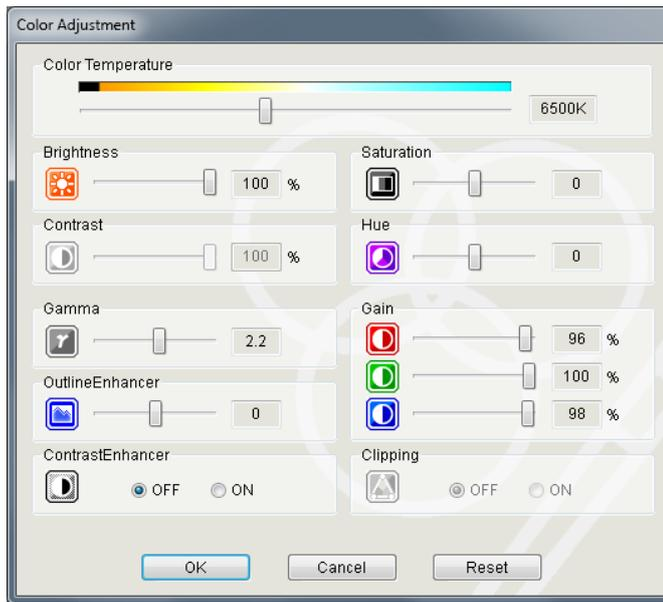 Color Adjustment
Color Temperature
6500K
Brightness
100 %
Saturation
0
Contrast
100 %
Hue
0
Gamma
2.2
Gain
96 %
100 %
98 %
OutlineEnhancer
0
ContrastEnhancer
OFF ON
Clipping
OFF ON
OK Cancel Reset